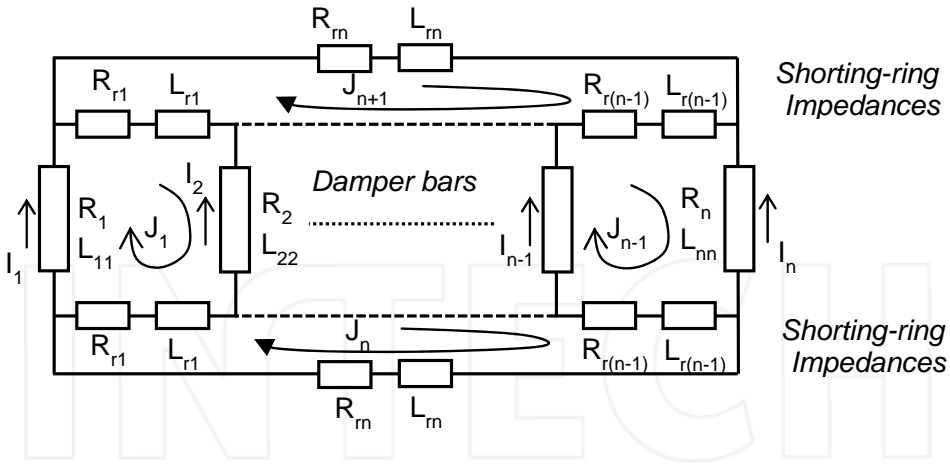 R_rn L_rn
R_r1 L_r1 J_n+1 R_r(n-1) L_r(n-1)
Shorting-ring
Impedances
I_1 R_1 L_11 J_1 I_2 R_2 L_22
Damper bars
I_n-1 J_n-1 R_n L_nn I_n
R_r1 L_r1 J_n R_r(n-1) L_r(n-1)
Shorting-ring
Impedances
R_rn L_rn
INTECH